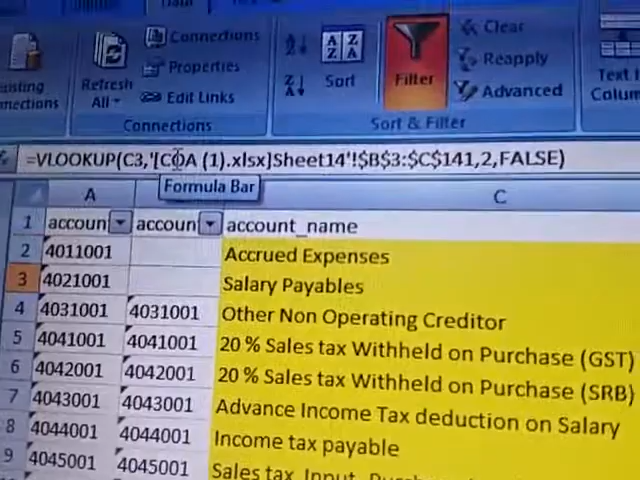 Connections
Properties
Edit Links
Refresh
All
Connections
Sort
Filter
Clear
Reapply
Advanced
Sort & Filter
Text
Colum
=VLOOKUP(C3,'[COA (1).xlsx]Sheet14'!$B$3:$C$141,2,FALSE)
Formula Bar
A C
1 accoun accoun account_name
2 4011001 Accrued Expenses
3 4021001 Salary Payables
4 4031001 4031001 Other Non Operating Creditor
5 4041001 4041001 20 % Sales tax Withheld on Purchase (GST)
6 4042001 4042001 20 % Sales tax Withheld on Purchase (SRB)
7 4043001 4043001 Advance Income Tax deduction on Salary
8 4044001 4044001 Income tax payable
9 4045001 4045001 Sales tax Input